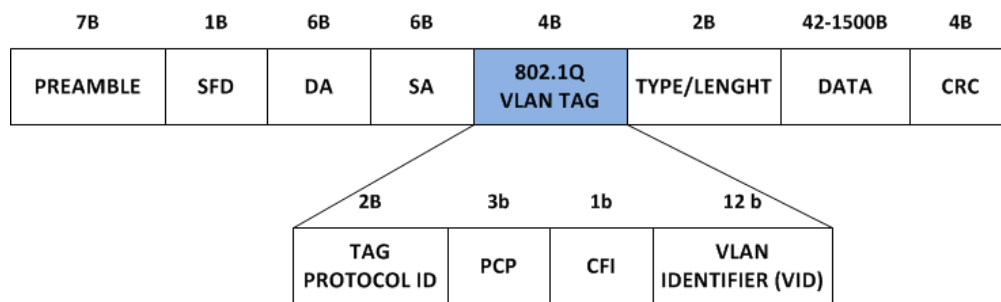 7B 1B 6B 6B 4B 2B 42-1500B 4B
PREAMBLE SFD DA SA 802.1Q VLAN TAG TYPE/LENGHT DATA CRC
2B 3b 1b 12 b
TAG PROTOCOL ID PCP CFI VLAN IDENTIFIER (VID)